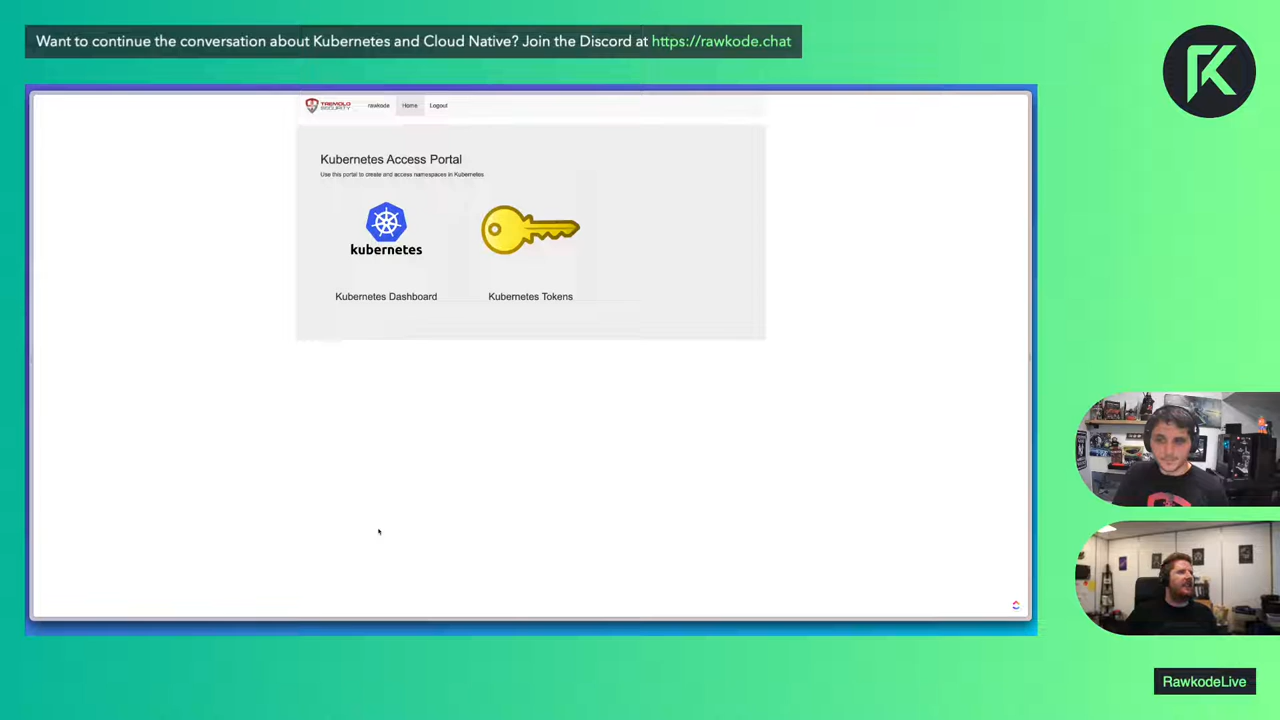 Want to continue the conversation about Kubernetes and Cloud Native? Join the Discord at https://rawkode.chat
TREMOLO
SECURITY
rawkode
Home
Logout
Kubernetes Access Portal
Use this portal to create and access namespaces in Kubernetes
kubernetes
Kubernetes Dashboard
Kubernetes Tokens
RawkodeLive